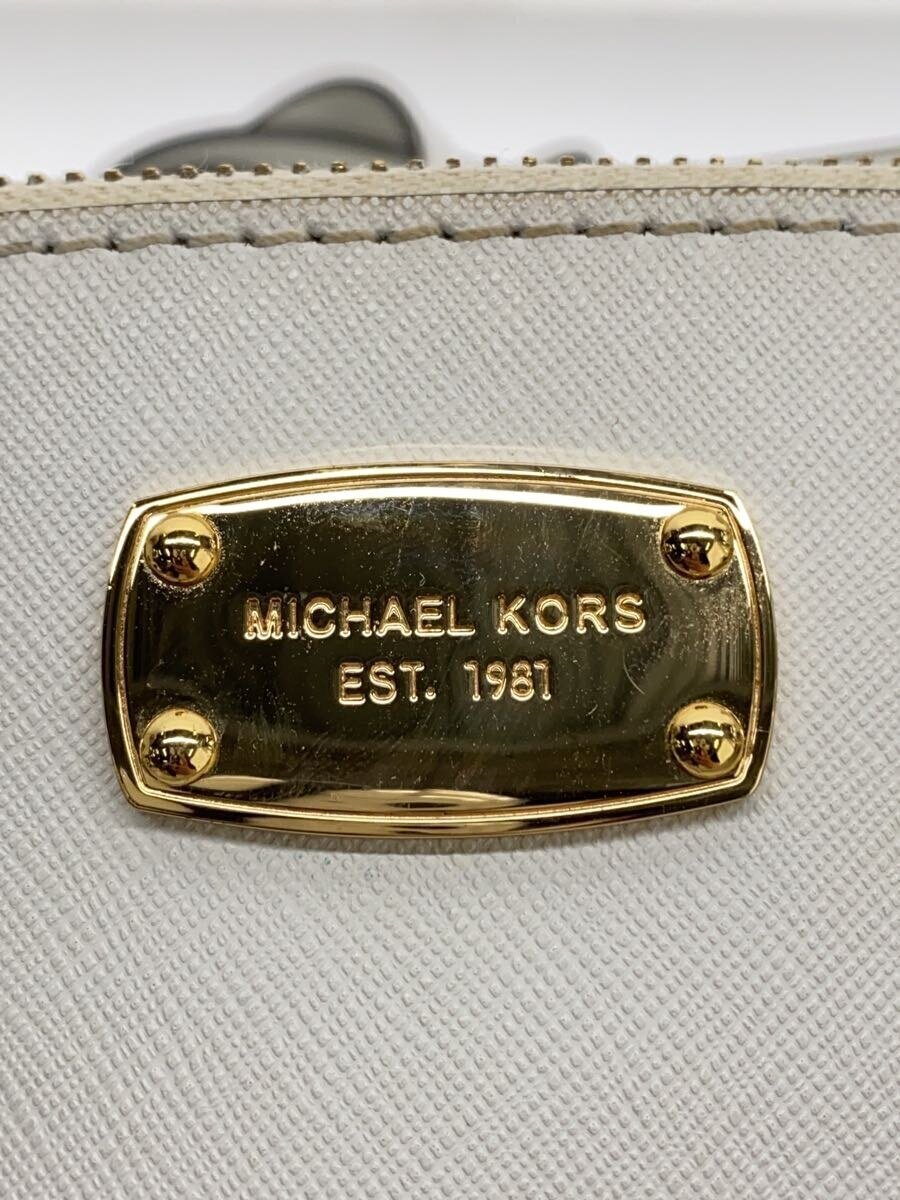 MICHAEL KORS
EST. 1981